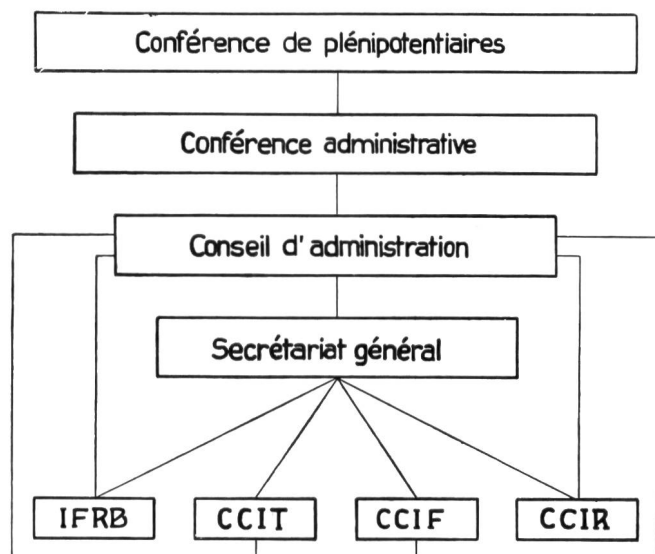 Conférence de plénipotentiaires
Conférence administrative
Conseil d'administration
Secrétariat général
IFRB CCIT CCIF CCIR